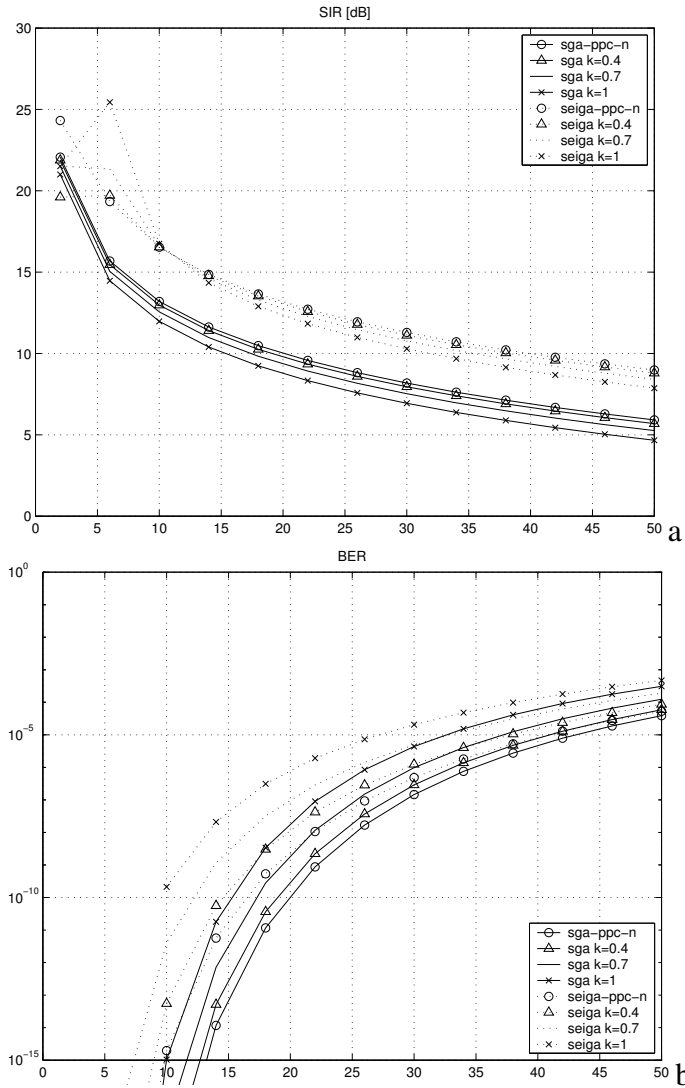 SIR [dB]
30
25
20
15
10
5
0
sga-ppc-n
sga k=0.4
sga k=0.7
sga k=1
seiga-ppc-n
seiga k=0.4
seiga k=0.7
seiga k=1
0 5 10 15 20 25 30 35 40 45 50
a
BER
10^0
10^-5
10^-10
10^-15
sga-ppc-n
sga k=0.4
sga k=0.7
sga k=1
seiga-ppc-n
seiga k=0.4
seiga k=0.7
seiga k=1
0 5 10 15 20 25 30 35 40 45 50
b